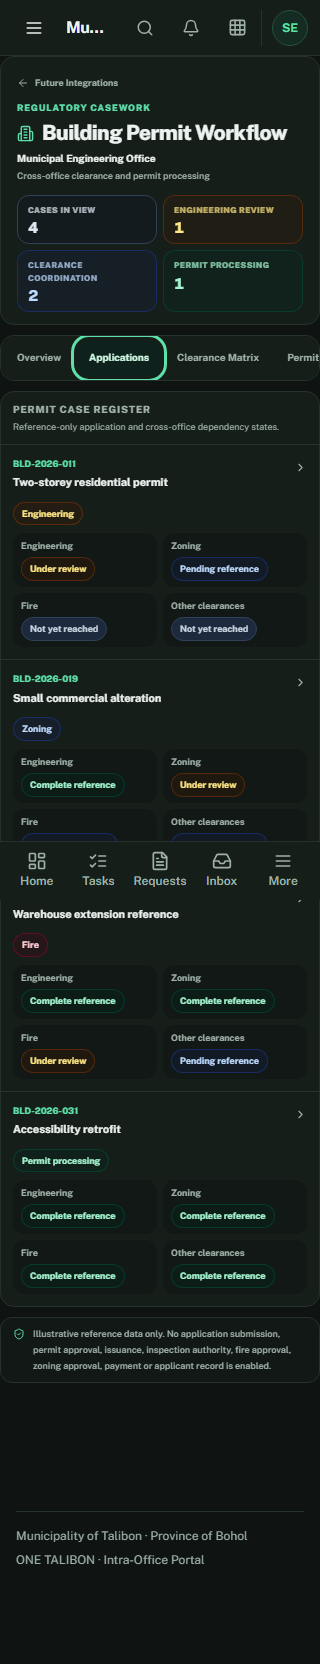 Mu...
SE
Future Integrations
REGULATORY CASEWORK
Building Permit Workflow
Municipal Engineering Office
Cross-office clearance and permit processing
CASES IN VIEW
4
ENGINEERING REVIEW
1
CLEARANCE
COORDINATION
2
PERMIT PROCESSING
1
Overview
Applications
Clearance Matrix
Permit
PERMIT CASE REGISTER
Reference-only application and cross-office dependency states.
BLD-2026-011
Two-storey residential permit
Engineering
Engineering
Under review
Zoning
Pending reference
Fire
Not yet reached
Other clearances
Not yet reached
BLD-2026-019
Small commercial alteration
Zoning
Engineering
Complete reference
Zoning
Under review
Fire
Other clearances
Home
Tasks
Requests
Inbox
More
Warehouse extension reference
Fire
Engineering
Complete reference
Zoning
Complete reference
Fire
Under review
Other clearances
Pending reference
BLD-2026-031
Accessibility retrofit
Permit processing
Engineering
Complete reference
Zoning
Complete reference
Fire
Complete reference
Other clearances
Complete reference
Illustrative reference data only. No application submission,
permit approval, issuance, inspection authority, fire approval,
zoning approval, payment or applicant record is enabled.
Municipality of Talibon · Province of Bohol
ONE TALIBON · Intra-Office Portal